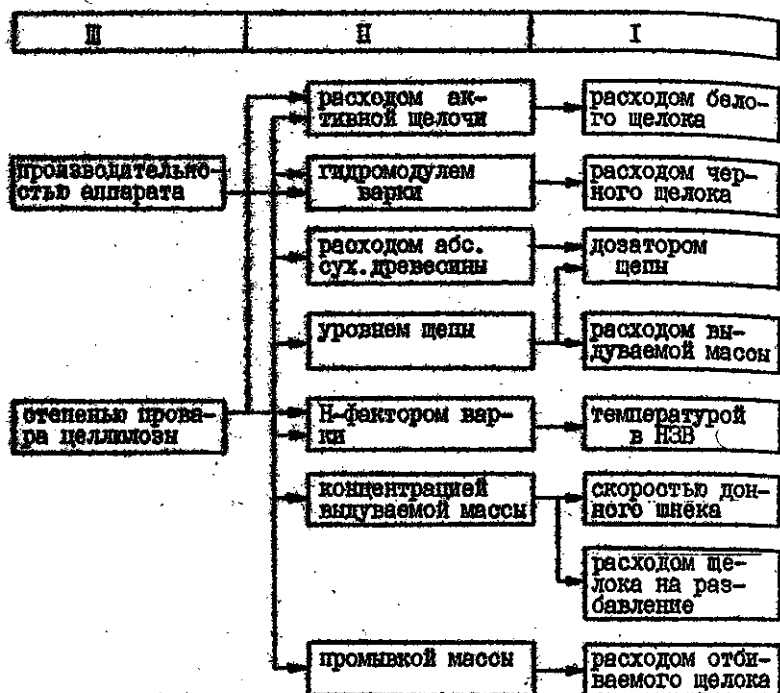 Ш
П
I
расходом ак-
тивной щелочи
расходом бело-
го щелока
производительно-
стью аппарата
гидромодулем
варки
расходом чер-
ного щелока
расходом абс.
сух. древесины
дозатором
щепы
уровнем щепы
расходом вы-
дуваемой массы
степенью прова-
ра целлюлозы
Н-фактором вар-
ки
температурой
в НЗВ
концентрацией
выдуваемой массы
скоростью дон-
ного шнека
расходом ще-
лока на раз-
бавление
промывкой массы
расходом отби-
ваемого щелока